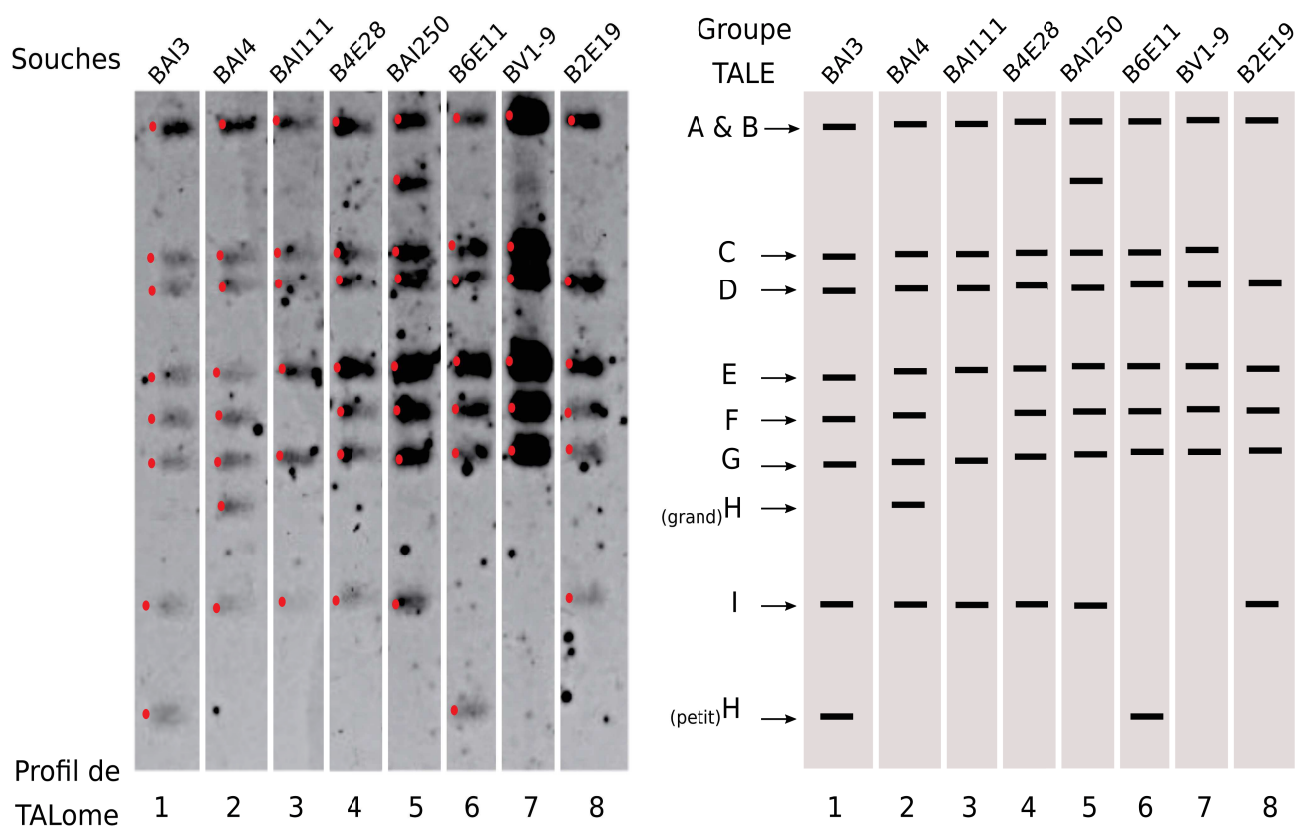 Souches
BAI3 BAI4 BAI111 B4E28 BAI250 B6E11 BV1-9 B2E19
Profil de
TALome
1 2 3 4 5 6 7 8
Groupe
TALE
BAI3 BAI4 BAI111 B4E28 BAI250 B6E11 BV1-9 B2E19
A & B
C
D
E
F
G
(grand)H
I
(petit)H
1 2 3 4 5 6 7 8